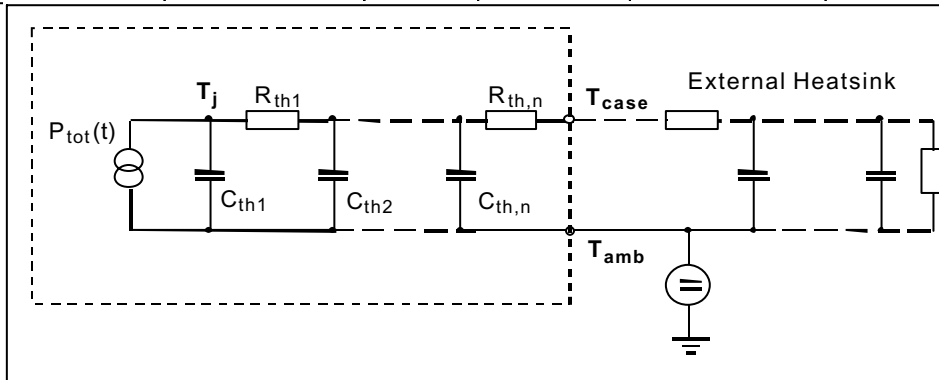 External Heatsink
Tj Rth1 Rth,n Tcase
Ptot(t)
Cth1 Cth2 Cth,n
Tamb